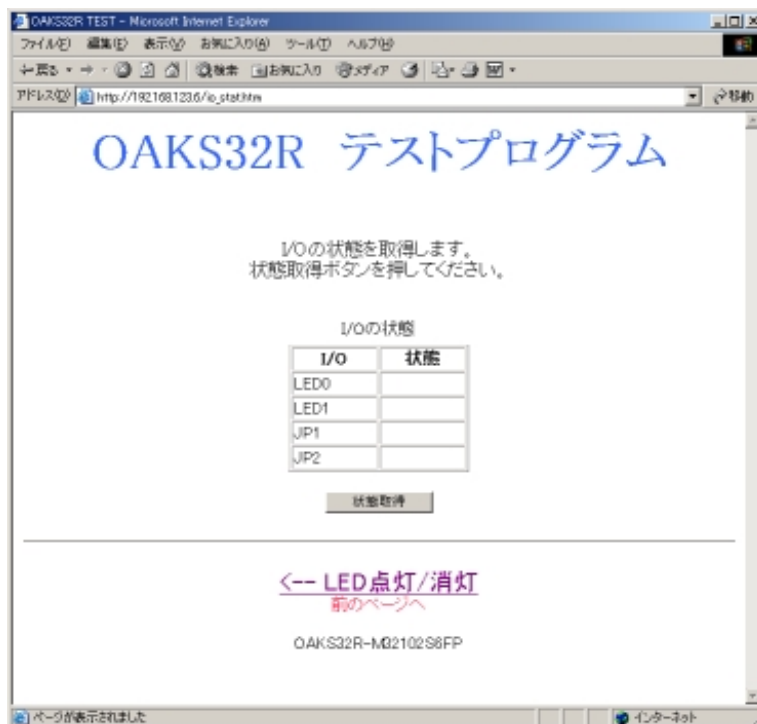 OAKS32R TEST - Microsoft Internet Explorer
ファイル(F) 編集(E) 表示(V) お気に入り(A) ツール(T) ヘルプ(H)
戻る 検索 お気に入り メディア
アドレス(D) http://192.168.123.6/io_stat.htm 移動
OAKS32R テストプログラム
I/Oの状態を取得します。
状態取得ボタンを押してください。
I/Oの状態
I/O 状態
LED0
LED1
JP1
JP2
状態取得
<-- LED点灯/消灯
前のページへ
OAKS32R-M32102S6FP
ページが表示されました インターネット